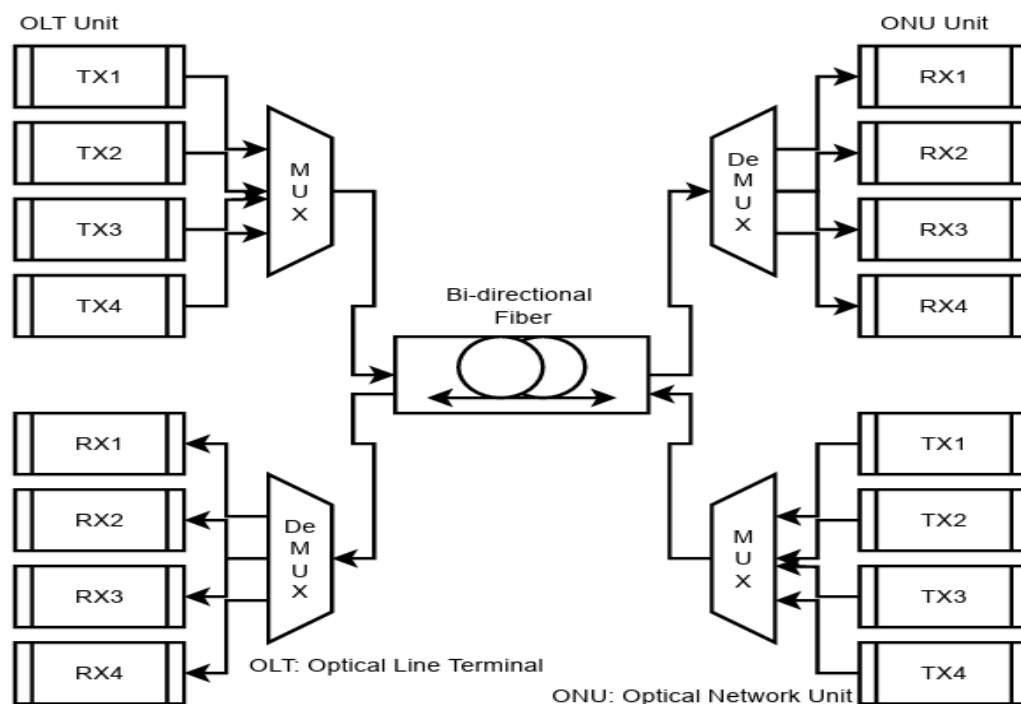 OLT Unit
ONU Unit
TX1
TX2
TX3
TX4
M
U
X
De
M
U
X
RX1
RX2
RX3
RX4
Bi-directional
Fiber
RX1
RX2
RX3
RX4
De
M
U
X
M
U
X
TX1
TX2
TX3
TX4
OLT: Optical Line Terminal
ONU: Optical Network Unit